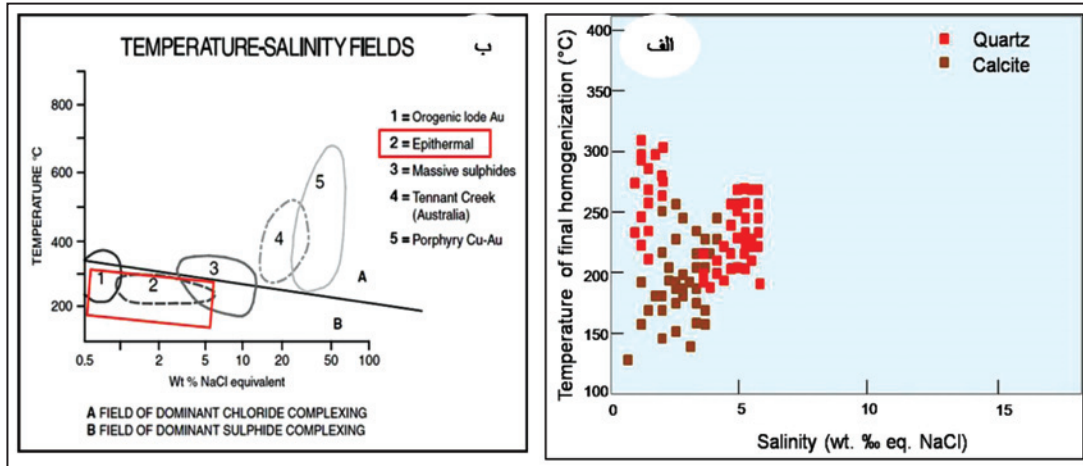 TEMPERATURE-SALINITY FIELDS
ب
TEMPERATURE °C
800
600
400
200
1
2
3
4
5
A
B
0.5
1
2
5
10
20
50
100
Wt % NaCl equivalent
1 = Orogenic lode Au
2 = Epithermal
3 = Massive sulphides
4 = Tennant Creek
(Australia)
5 = Porphyry Cu-Au
A FIELD OF DOMINANT CHLORIDE COMPLEXING
B FIELD OF DOMINANT SULPHIDE COMPLEXING
الف
Quartz
Calcite
Temperature of final homogenization (°C)
400
350
300
250
200
150
100
0
5
10
15
Salinity (wt. ‰ eq. NaCl)